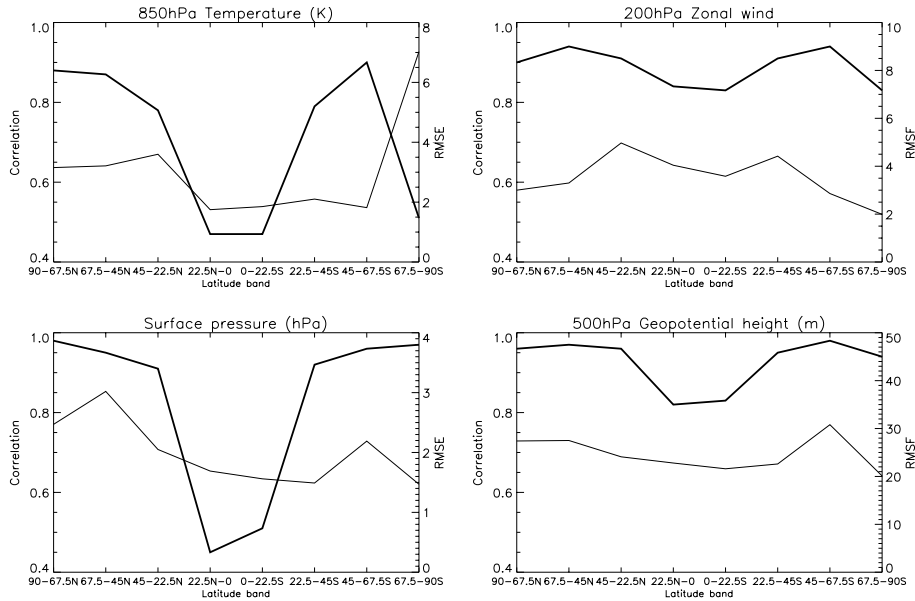 850hPa Temperature (K)
1.0
0.8
0.6
0.4
Correlation
8
6
4
2
0
RMSE
90-67.5N 67.5-45N 45-22.5N 22.5N-0 0-22.5S 22.5-45S 45-67.5S 67.5-90S
Latitude band
200hPa Zonal wind
1.0
0.8
0.6
0.4
Correlation
10
8
6
4
2
0
RMSF
90-67.5N 67.5-45N 45-22.5N 22.5N-0 0-22.5S 22.5-45S 45-67.5S 67.5-90S
Latitude band
Surface pressure (hPa)
1.0
0.8
0.6
0.4
Correlation
4
3
2
1
0
RMSE
90-67.5N 67.5-45N 45-22.5N 22.5N-0 0-22.5S 22.5-45S 45-67.5S 67.5-90S
Latitude band
500hPa Geopotential height (m)
1.0
0.8
0.6
0.4
Correlation
50
40
30
20
10
0
RMSF
90-67.5N 67.5-45N 45-22.5N 22.5N-0 0-22.5S 22.5-45S 45-67.5S 67.5-90S
Latitude band